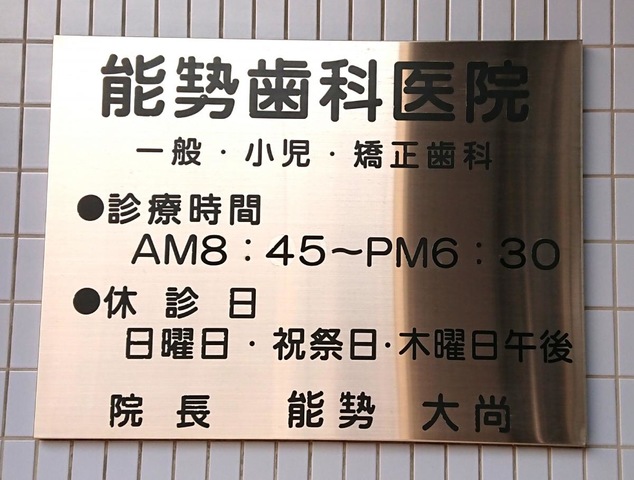 能勢歯科医院
一般・小児・矯正歯科
●診療時間
AM8：45〜PM6：30
●休診日
日曜日・祝祭日・木曜日午後
院長 能勢 大尚